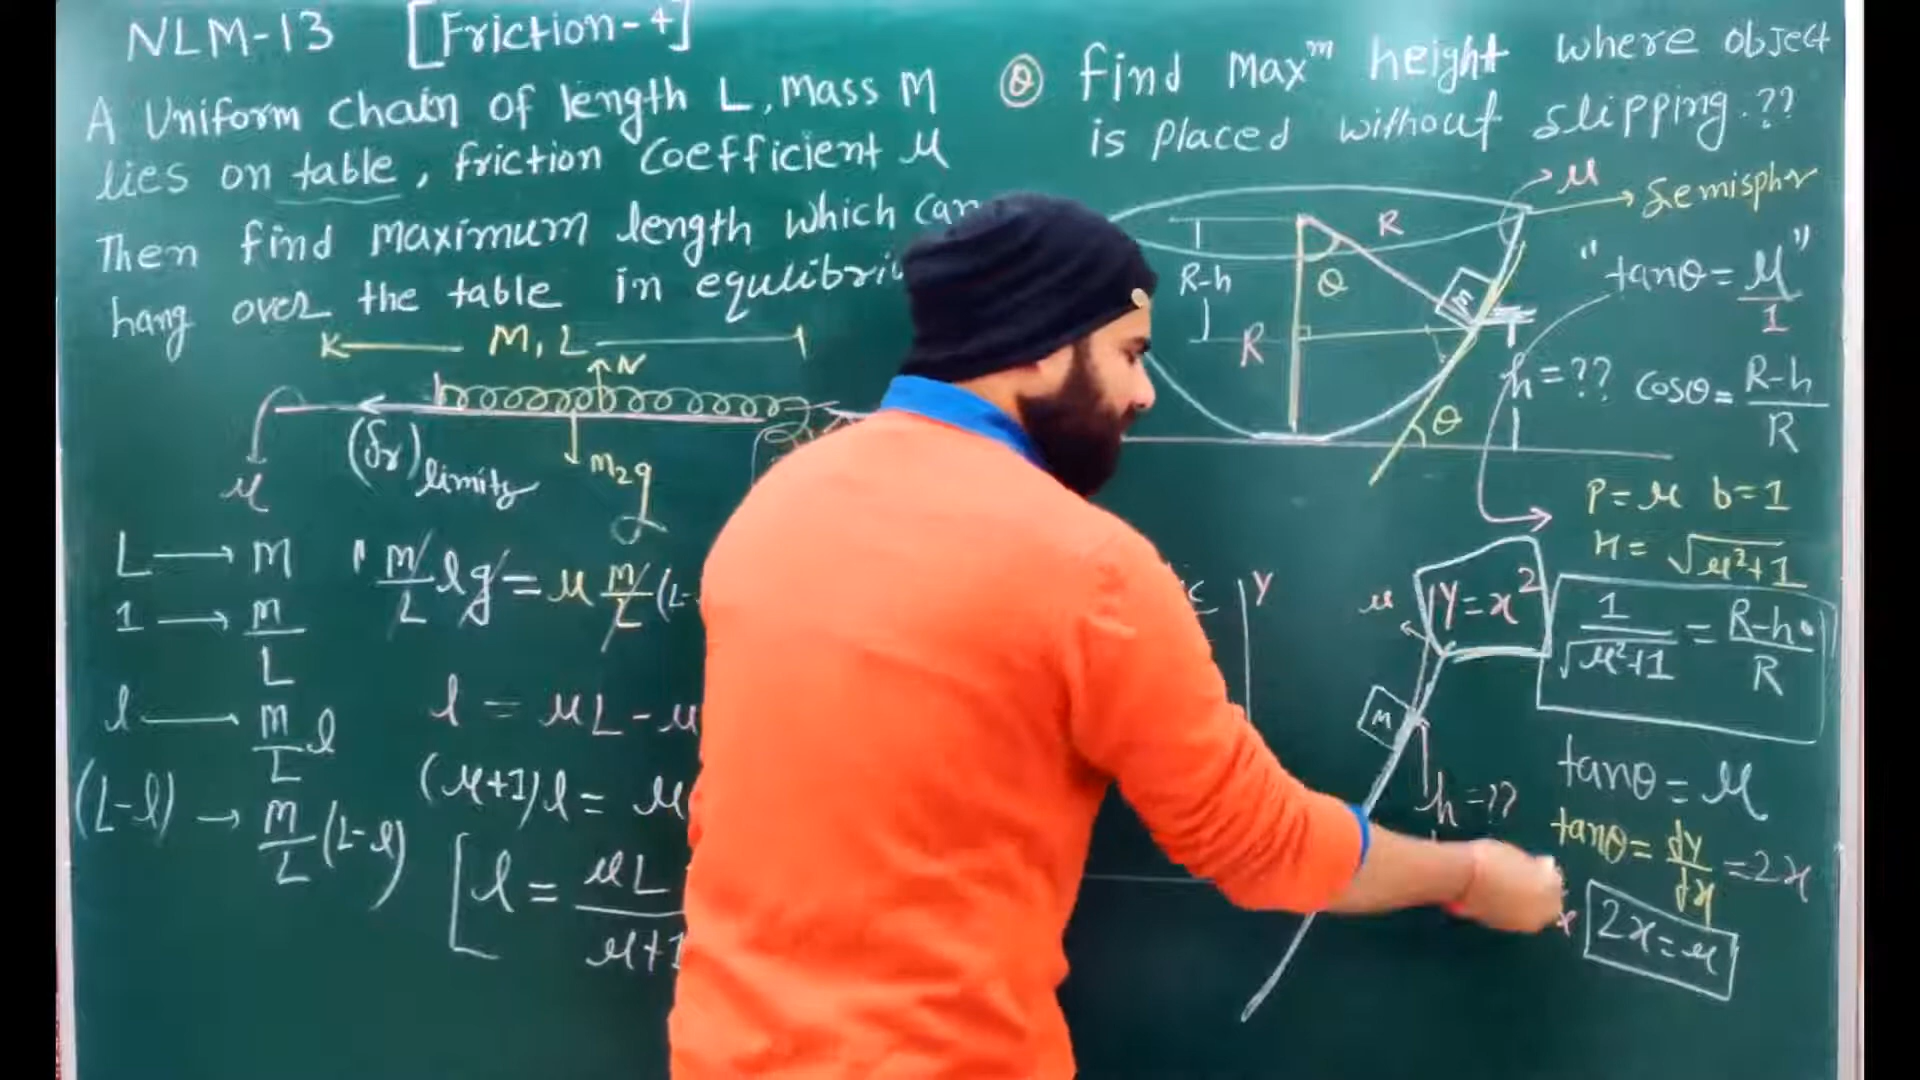 NLM-13 [Friction-4]
A Uniform chain of length L, Mass M
lies on table, friction Coefficient μ
Then find maximum length which can
hang over the table in equlibri
M, L
N
(fr)limity
m₂g
μ
L → M
1 → M/L
l → M/L l
(L-l) → M/L (L-l)
M/L lg = μ M/L (L-
l = μL - μ
(μ+1)l = μ
l = μL
μ+1
Q find Maxᵐ height where object
is placed without slipping.??
μ
Semisphr
R
R-h
θ
R
M
h=??
θ
"tanθ = μ/1"
cosθ = R-h/R
P=μ b=1
H = √μ²+1
1/√μ²+1 = R-h/R
Y
μ
Y=x²
M
h=??
x
tanθ = μ
tanθ = dy/dx = 2x
2x = μ